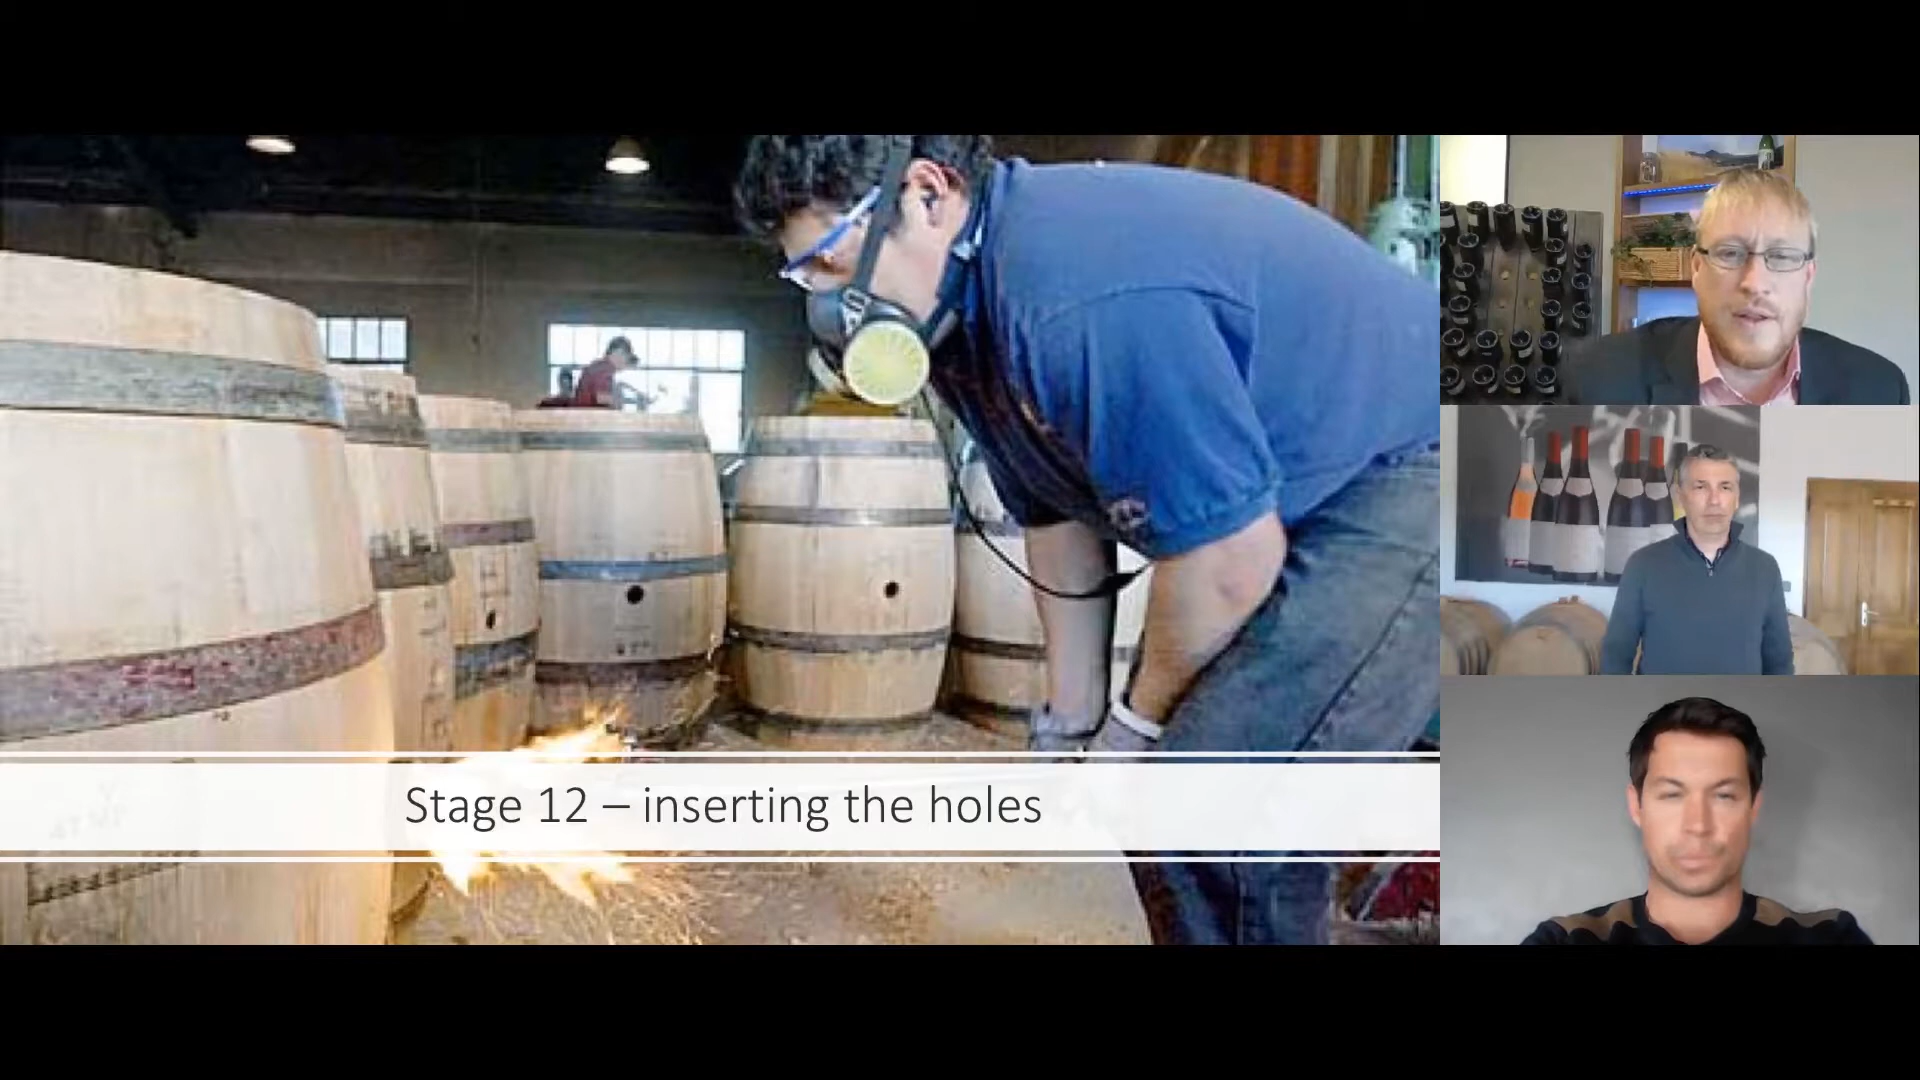 Stage 12 – inserting the holes